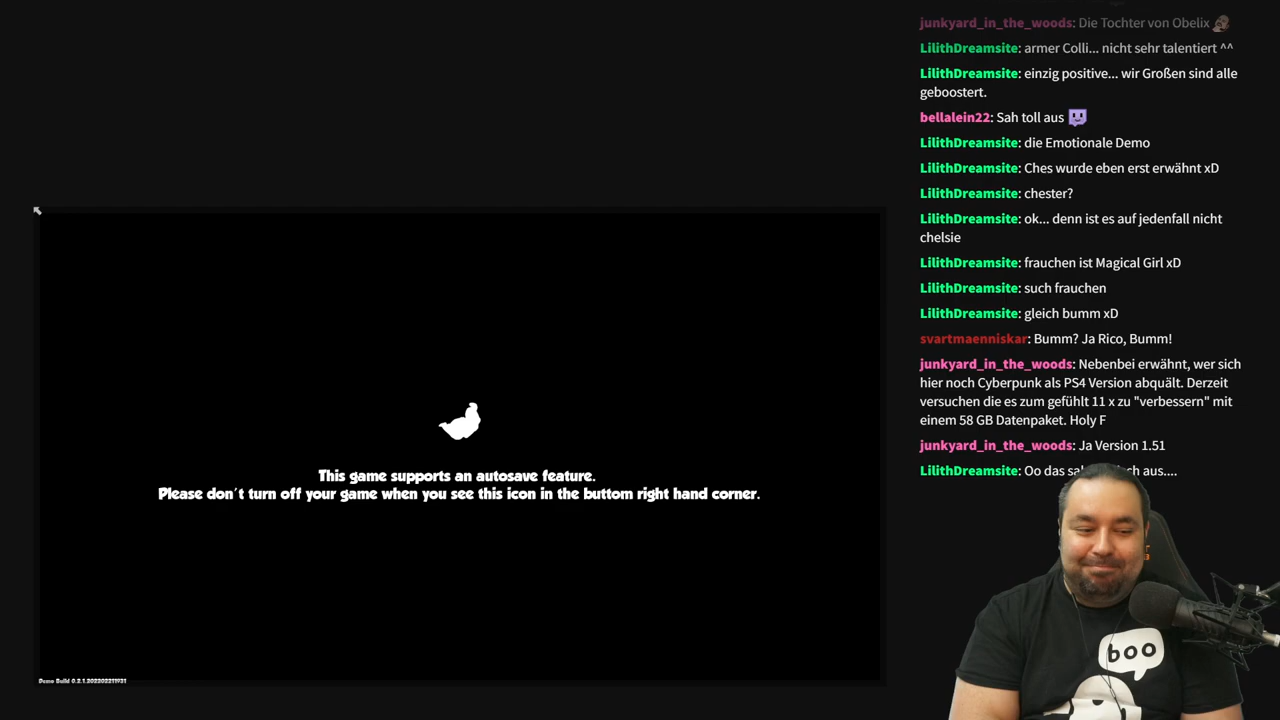 junkyard_in_the_woods: Die Tochter von Obelix
LilithDreamsite: armer Colli... nicht sehr talentiert ^^
LilithDreamsite: einzig positive... wir Großen sind alle
geboostert.
bellalein22: Sah toll aus
LilithDreamsite: die Emotionale Demo
LilithDreamsite: Ches wurde eben erst erwähnt xD
LilithDreamsite: chester?
LilithDreamsite: ok... denn ist es auf jedenfall nicht
chelsie
LilithDreamsite: frauchen ist Magical Girl xD
LilithDreamsite: such frauchen
LilithDreamsite: gleich bumm xD
svartmaenniskar: Bumm? Ja Rico, Bumm!
junkyard_in_the_woods: Nebenbei erwähnt, wer sich
hier noch Cyberpunk als PS4 Version abquält. Derzeit
versuchen die es zum gefühlt 11 x zu "verbessern" mit
einem 58 GB Datenpaket. Holy F
junkyard_in_the_woods: Ja Version 1.51
LilithDreamsite: Oo das aus....
This game supports an autosave feature.
Please don't turn off your game when you see this icon in the buttom right hand corner.
Demo Build
boo